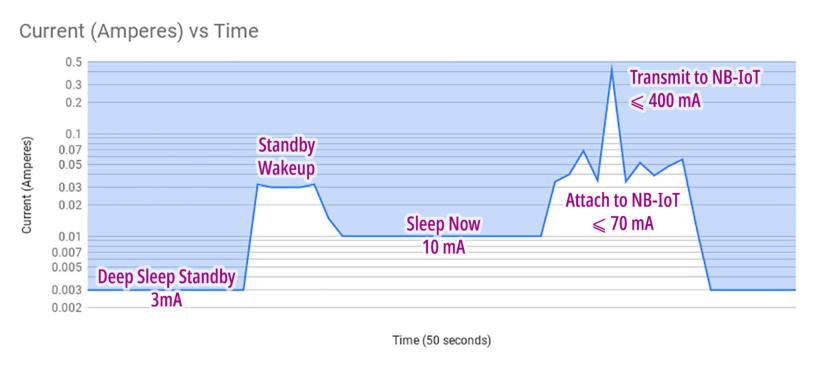 Current (Amperes) vs Time
Current (Amperes)
0.5
0.3
0.2
0.1
0.07
0.05
0.03
0.02
0.01
0.007
0.005
0.003
0.002
Deep Sleep Standby
3mA
Standby
Wakeup
Sleep Now
10 mA
Transmit to NB-IoT
⩽ 400 mA
Attach to NB-IoT
⩽ 70 mA
Time (50 seconds)